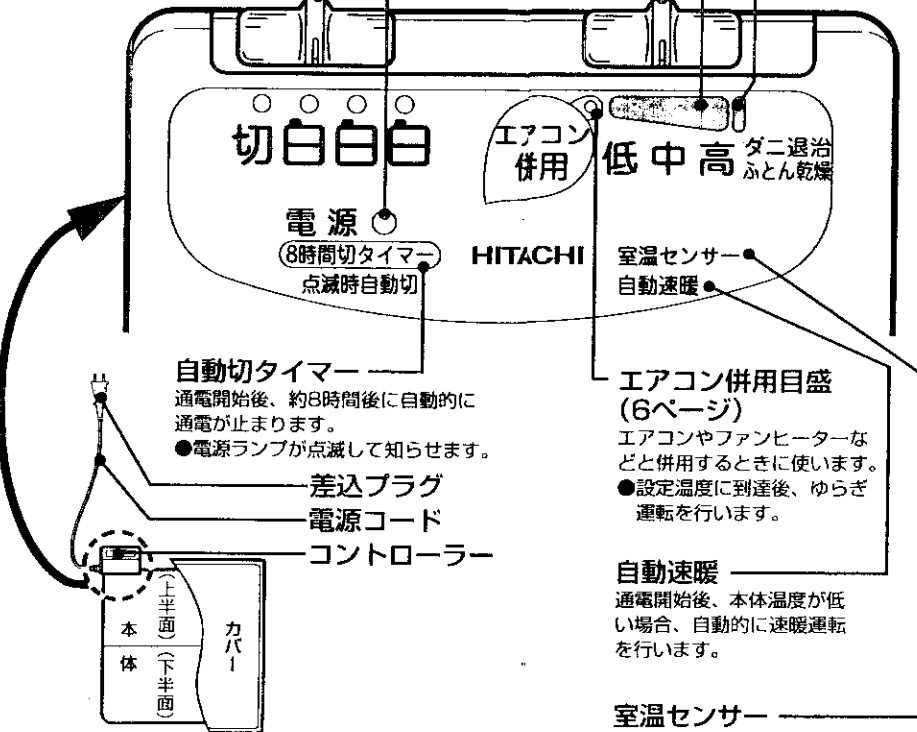 切
エアコン
併用
低 中 高
ダニ退治
ふとん乾燥
電源
8時間切タイマー
点滅時自動切
HITACHI
室温センサー
自動速暖
自動切タイマー
通電開始後、約8時間後に自動的に
通電が止まります。
●電源ランプが点滅して知らせます。
差込プラグ
電源コード
コントローラー
本体
(上半面)
(下半面)
カバー
エアコン併用目盛
(6ページ)
エアコンやファンヒーターな
どと併用するときに使います。
●設定温度に到達後、ゆらぎ
運転を行います。
自動速暖
通電開始後、本体温度が低
い場合、自動的に速暖運転
を行います。
室温センサー